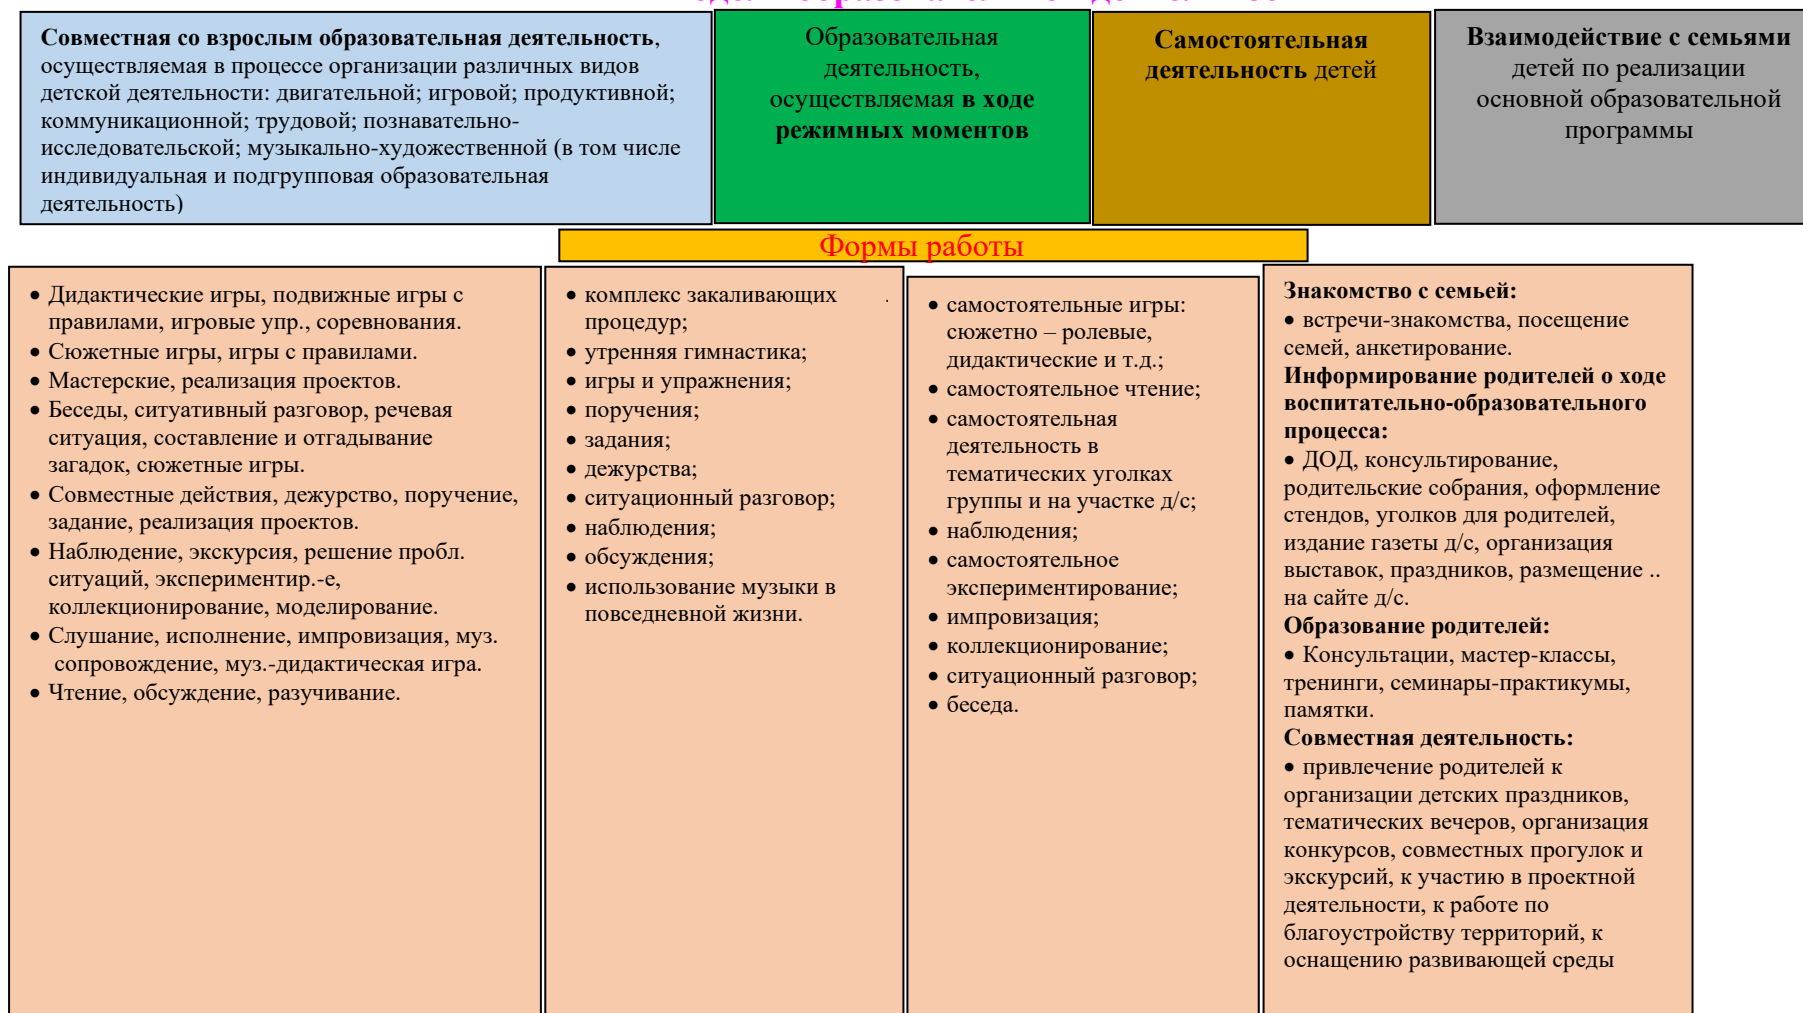 Совместная со взрослым образовательная деятельность,
осуществляемая в процессе организации различных видов
детской деятельности: двигательной; игровой; продуктивной;
коммуникационной; трудовой; познавательно-
исследовательской; музыкально-художественной (в том числе
индивидуальная и подгрупповая образовательная
деятельность)
Образовательная
деятельность,
осуществляемая в ходе
режимных моментов
Самостоятельная
деятельность детей
Взаимодействие с семьями
детей по реализации
основной образовательной
программы
Формы работы
• Дидактические игры, подвижные игры с
правилами, игровые упр., соревнования.
• Сюжетные игры, игры с правилами.
• Мастерские, реализация проектов.
• Беседы, ситуативный разговор, речевая
ситуация, составление и отгадывание
загадок, сюжетные игры.
• Совместные действия, дежурство, поручение,
задание, реализация проектов.
• Наблюдение, экскурсия, решение пробл.
ситуаций, экспериментир.-е,
коллекционирование, моделирование.
• Слушание, исполнение, импровизация, муз.
сопровождение, муз.-дидактическая игра.
• Чтение, обсуждение, разучивание.
• комплекс закаливающих .
процедур;
• утренняя гимнастика;
• игры и упражнения;
• поручения;
• задания;
• дежурства;
• ситуационный разговор;
• наблюдения;
• обсуждения;
• использование музыки в
повседневной жизни.
• самостоятельные игры:
сюжетно – ролевые,
дидактические и т.д.;
• самостоятельное чтение;
• самостоятельная
деятельность в
тематических уголках
группы и на участке д/с;
• наблюдения;
• самостоятельное
экспериментирование;
• импровизация;
• коллекционирование;
• ситуационный разговор;
• беседа.
Знакомство с семьей:
• встречи-знакомства, посещение
семей, анкетирование.
Информирование родителей о ходе
воспитательно-образовательного
процесса:
• ДОД, консультирование,
родительские собрания, оформление
стендов, уголков для родителей,
издание газеты д/с, организация
выставок, праздников, размещение ..
на сайте д/с.
Образование родителей:
• Консультации, мастер-классы,
тренинги, семинары-практикумы,
памятки.
Совместная деятельность:
• привлечение родителей к
организации детских праздников,
тематических вечеров, организация
конкурсов, совместных прогулок и
экскурсий, к участию в проектной
деятельности, к работе по
благоустройству территорий, к
оснащению развивающей среды